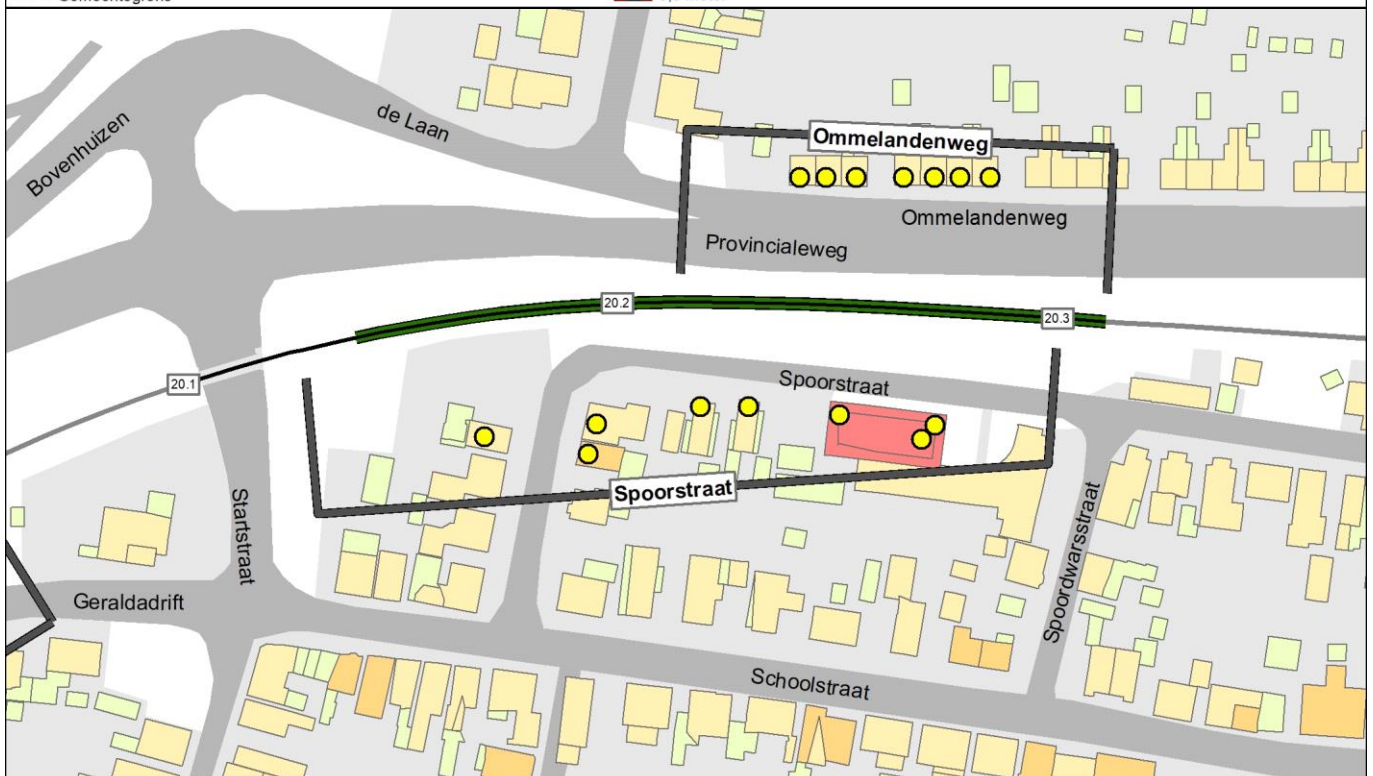 de Laan
Bovenhuizen
Ommelandenweg
Ommelandenweg
Provincialeweg
20.2
20.3
20.1
Spoorstraat
Spoorstraat
Startstraat
Spoordwarsstraat
Geraldadrift
Schoolstraat